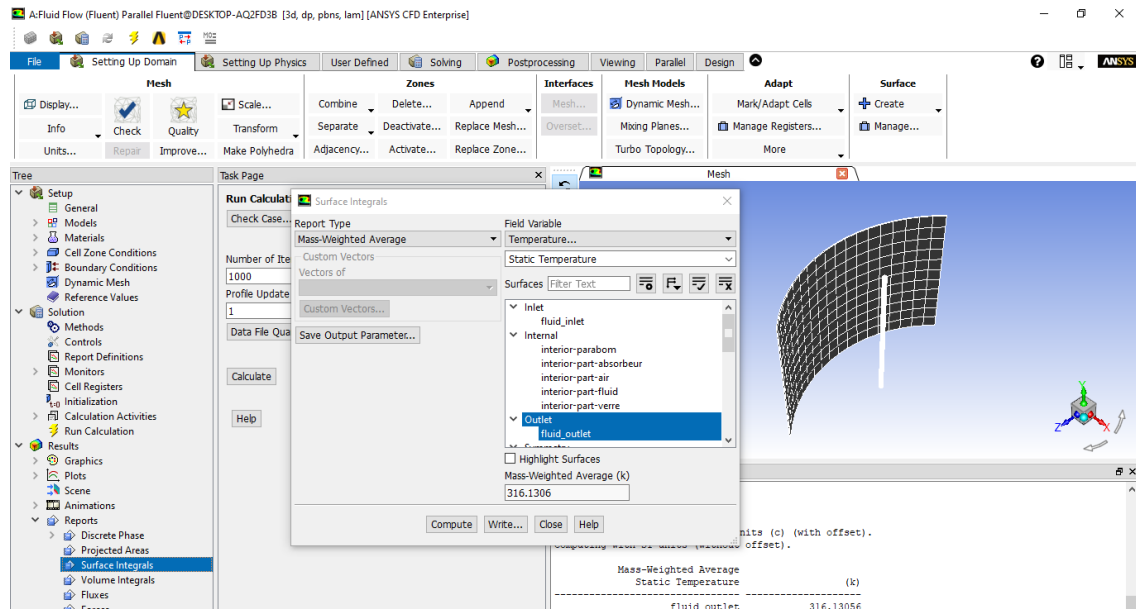 A:Fluid Flow (Fluent) Parallel Fluent@DESKTOP-AQ2FD3B [3d, dp, pbns, lam] [ANSYS CFD Enterprise]
File Setting Up Domain Setting Up Physics User Defined Solving Postprocessing Viewing Parallel Design ANSYS
Mesh Zones Interfaces Mesh Models Adapt Surface
Display... Scale... Combine Delete... Append Mesh... Dynamic Mesh... Mark/Adapt Cells Create
Info Check Quality Transform Separate Deactivate... Replace Mesh... Overset... Mixing Planes... Manage Registers... Manage...
Units... Repair Improve... Make Polyhedra Adjacency... Activate... Replace Zone... Turbo Topology... More
Tree
Setup
General
Models
Materials
Cell Zone Conditions
Boundary Conditions
Dynamic Mesh
Reference Values
Solution
Methods
Controls
Report Definitions
Monitors
Cell Registers
Initialization
Calculation Activities
Run Calculation
Results
Graphics
Plots
Scene
Animations
Reports
Discrete Phase
Projected Areas
Surface Integrals
Volume Integrals
Fluxes
Task Page
Run Calculati
Check Case...
Number of Ite
1000
Profile Update
1
Data File Qua
Calculate
Help
Surface Integrals
Report Type
Mass-Weighted Average
Custom Vectors
Vectors of
Custom Vectors...
Save Output Parameter...
Field Variable
Temperature...
Static Temperature
Surfaces Filter Text
Inlet
fluid_inlet
Internal
interior-parabom
interior-part-absorbeur
interior-part-air
interior-part-fluid
interior-part-verre
Outlet
fluid_outlet
Highlight Surfaces
Mass-Weighted Average (k)
316.1306
Compute Write... Close Help
Mesh
Y
Z X
nits (c) (with offset).
offset).
Mass-Weighted Average
Static Temperature (k)
fluid_outlet 316.13056